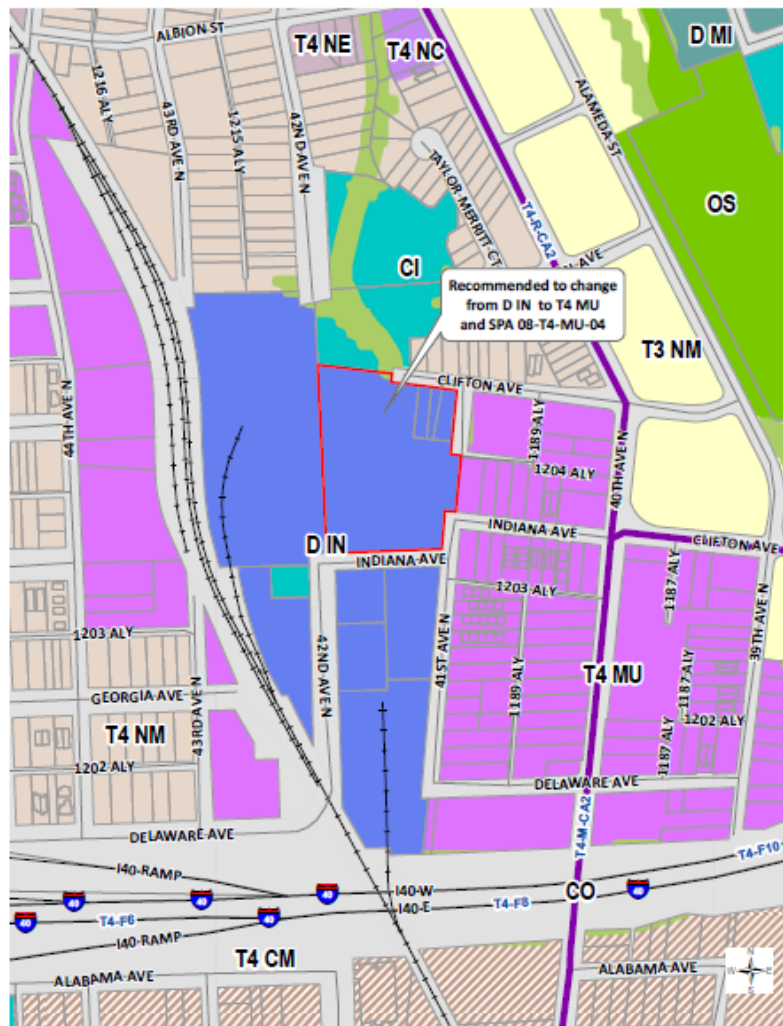 ALBION ST
T4 NE
T4 NC
D MI
1216 ALY
43RD AVE N
1215 ALY
42ND AVE N
ALAMEDA ST
TAYLOR MERRITT CT
T4-R-CA2
OS
CI
N AVE
Recommended to change
from D IN to T4 MU
and SPA 08-T4-MU-04
T3 NM
CLIFTON AVE
44TH AVE N
1189 ALY
1204 ALY
40TH AVE N
INDIANA AVE
CLIFTON AVE
D IN
INDIANA AVE
1203 ALY
1187 ALY
39TH AVE N
1203 ALY
42ND AVE N
41ST AVE N
1189 ALY
T4 MU
1187 ALY
GEORGIA AVE
43RD AVE N
T4 NM
1202 ALY
1202 ALY
1187 ALY
DELAWARE AVE
DELAWARE AVE
T4-M-CA2
T4-F10
I40-RAMP
I40-W
CO
40
40
40
40
40
40
T4-F6
I40-E
T4-F8
I40-RAMP
T4 CM
ALABAMA AVE
ALABAMA AVE
N
W E
S